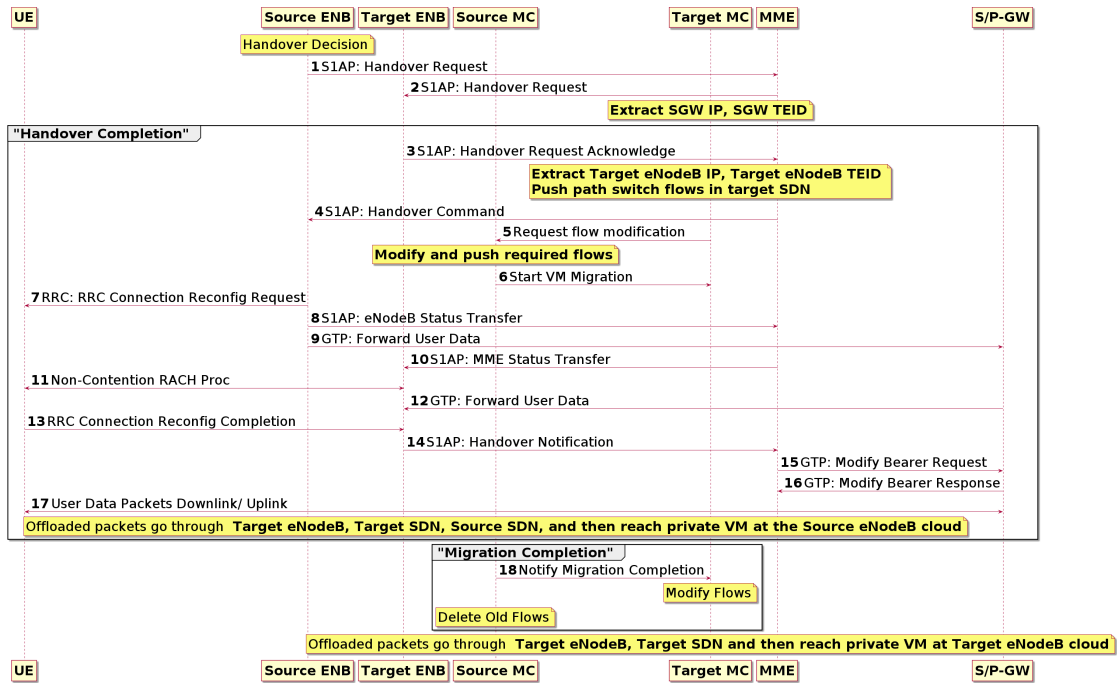 UE
Source ENB
Target ENB
Source MC
Target MC
MME
S/P-GW
Handover Decision
1 S1AP: Handover Request
2 S1AP: Handover Request
Extract SGW IP, SGW TEID
"Handover Completion"
3 S1AP: Handover Request Acknowledge
Extract Target eNodeB IP, Target eNodeB TEID
Push path switch flows in target SDN
4 S1AP: Handover Command
5 Request flow modification
Modify and push required flows
6 Start VM Migration
7 RRC: RRC Connection Reconfig Request
8 S1AP: eNodeB Status Transfer
9 GTP: Forward User Data
10 S1AP: MME Status Transfer
11 Non-Contention RACH Proc
12 GTP: Forward User Data
13 RRC Connection Reconfig Completion
14 S1AP: Handover Notification
15 GTP: Modify Bearer Request
16 GTP: Modify Bearer Response
17 User Data Packets Downlink/ Uplink
Offloaded packets go through Target eNodeB, Target SDN, Source SDN, and then reach private VM at the Source eNodeB cloud
"Migration Completion"
18 Notify Migration Completion
Modify Flows
Delete Old Flows
Offloaded packets go through Target eNodeB, Target SDN and then reach private VM at Target eNodeB cloud
UE
Source ENB
Target ENB
Source MC
Target MC
MME
S/P-GW